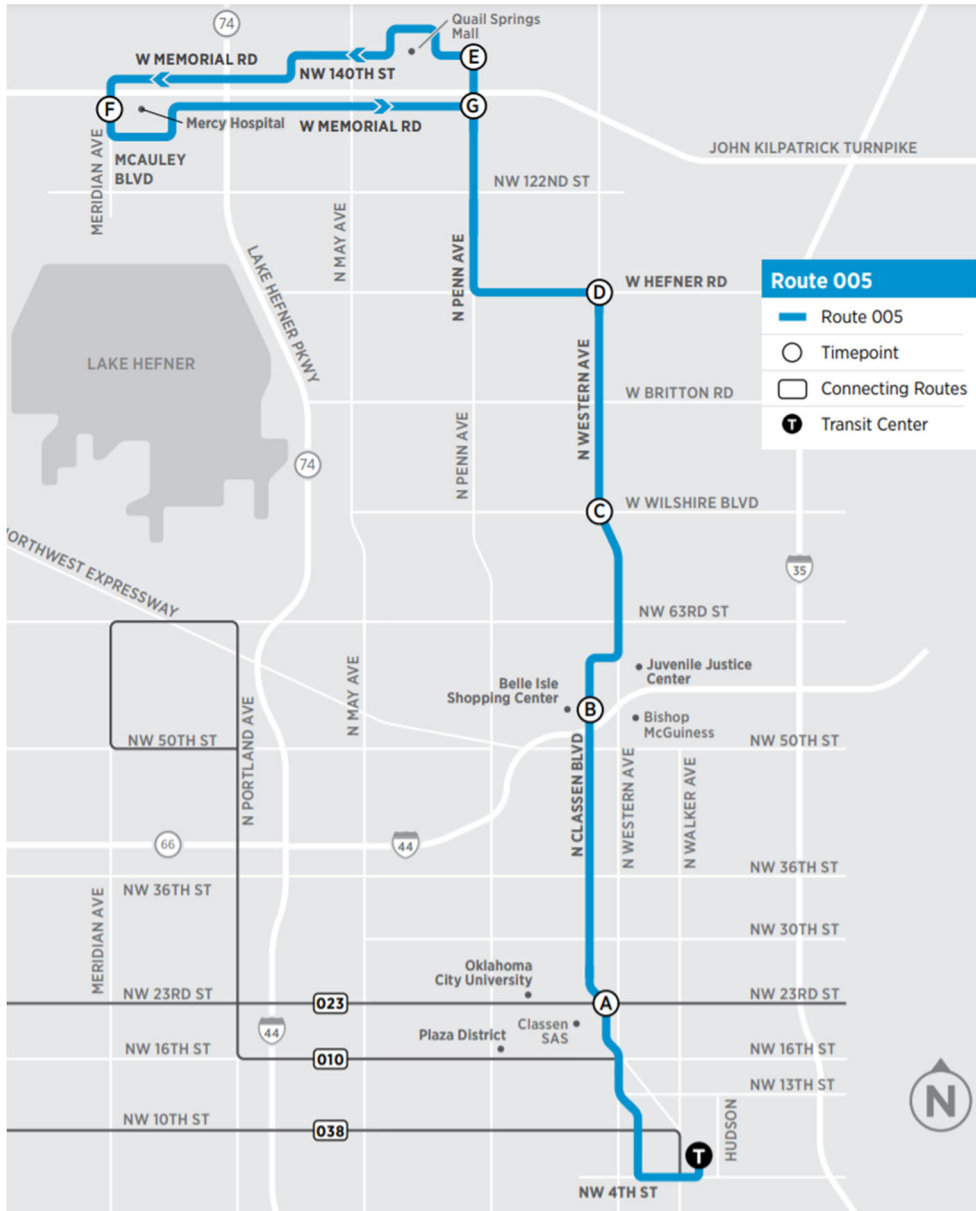 74
Quail Springs
Mall
E
W MEMORIAL RD
NW 140TH ST
F
G
Mercy Hospital
W MEMORIAL RD
MERIDIAN AVE
MCAULEY
BLVD
JOHN KILPATRICK TURNPIKE
NW 122ND ST
N MAY AVE
N PENN AVE
LAKE HEFNER PKWY
D
W HEFNER RD
Route 005
Route 005
Timepoint
Connecting Routes
T
Transit Center
LAKE HEFNER
N WESTERN AVE
W BRITTON RD
N PENN AVE
74
C
W WILSHIRE BLVD
NORTHWEST EXPRESSWAY
35
NW 63RD ST
Juvenile Justice
Center
Belle Isle
Shopping Center
B
Bishop
McGuiness
N MAY AVE
N PORTLAND AVE
NW 50TH ST
NW 50TH ST
N CLASSEN BLVD
N WESTERN AVE
N WALKER AVE
66
44
NW 36TH ST
NW 36TH ST
MERIDIAN AVE
NW 30TH ST
Oklahoma
City University
NW 23RD ST
023
A
NW 23RD ST
44
Classen
SAS
Plaza District
NW 16TH ST
010
NW 16TH ST
NW 13TH ST
N
NW 10TH ST
038
HUDSON
T
NW 4TH ST